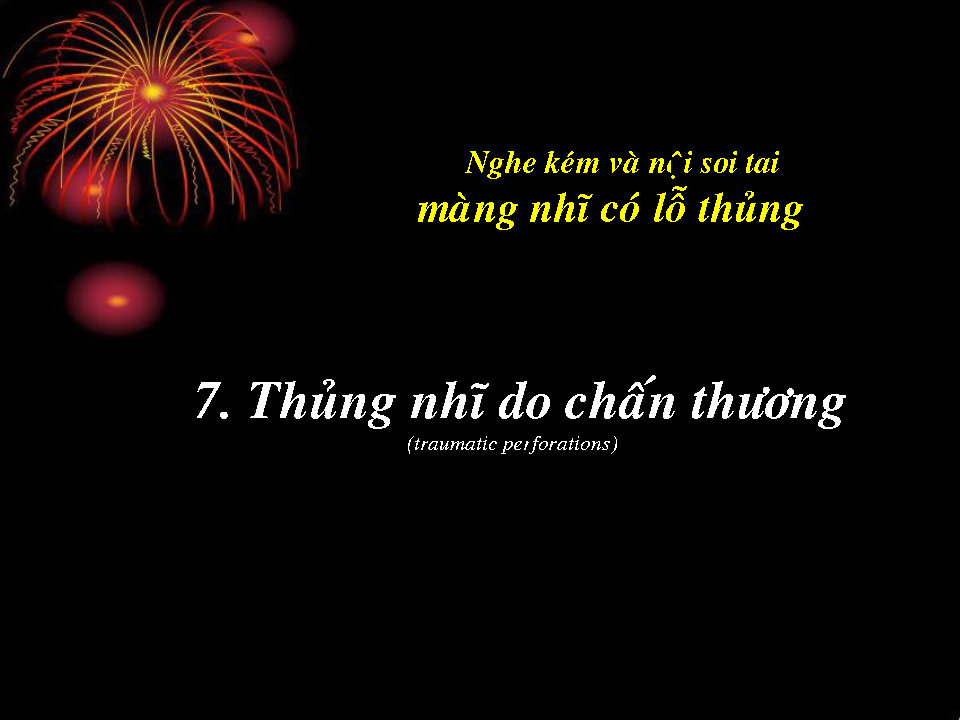 Nghe kém và nội soi tai
màng nhĩ có lỗ thủng
7. Thủng nhĩ do chấn thương
(traumatic perforations)